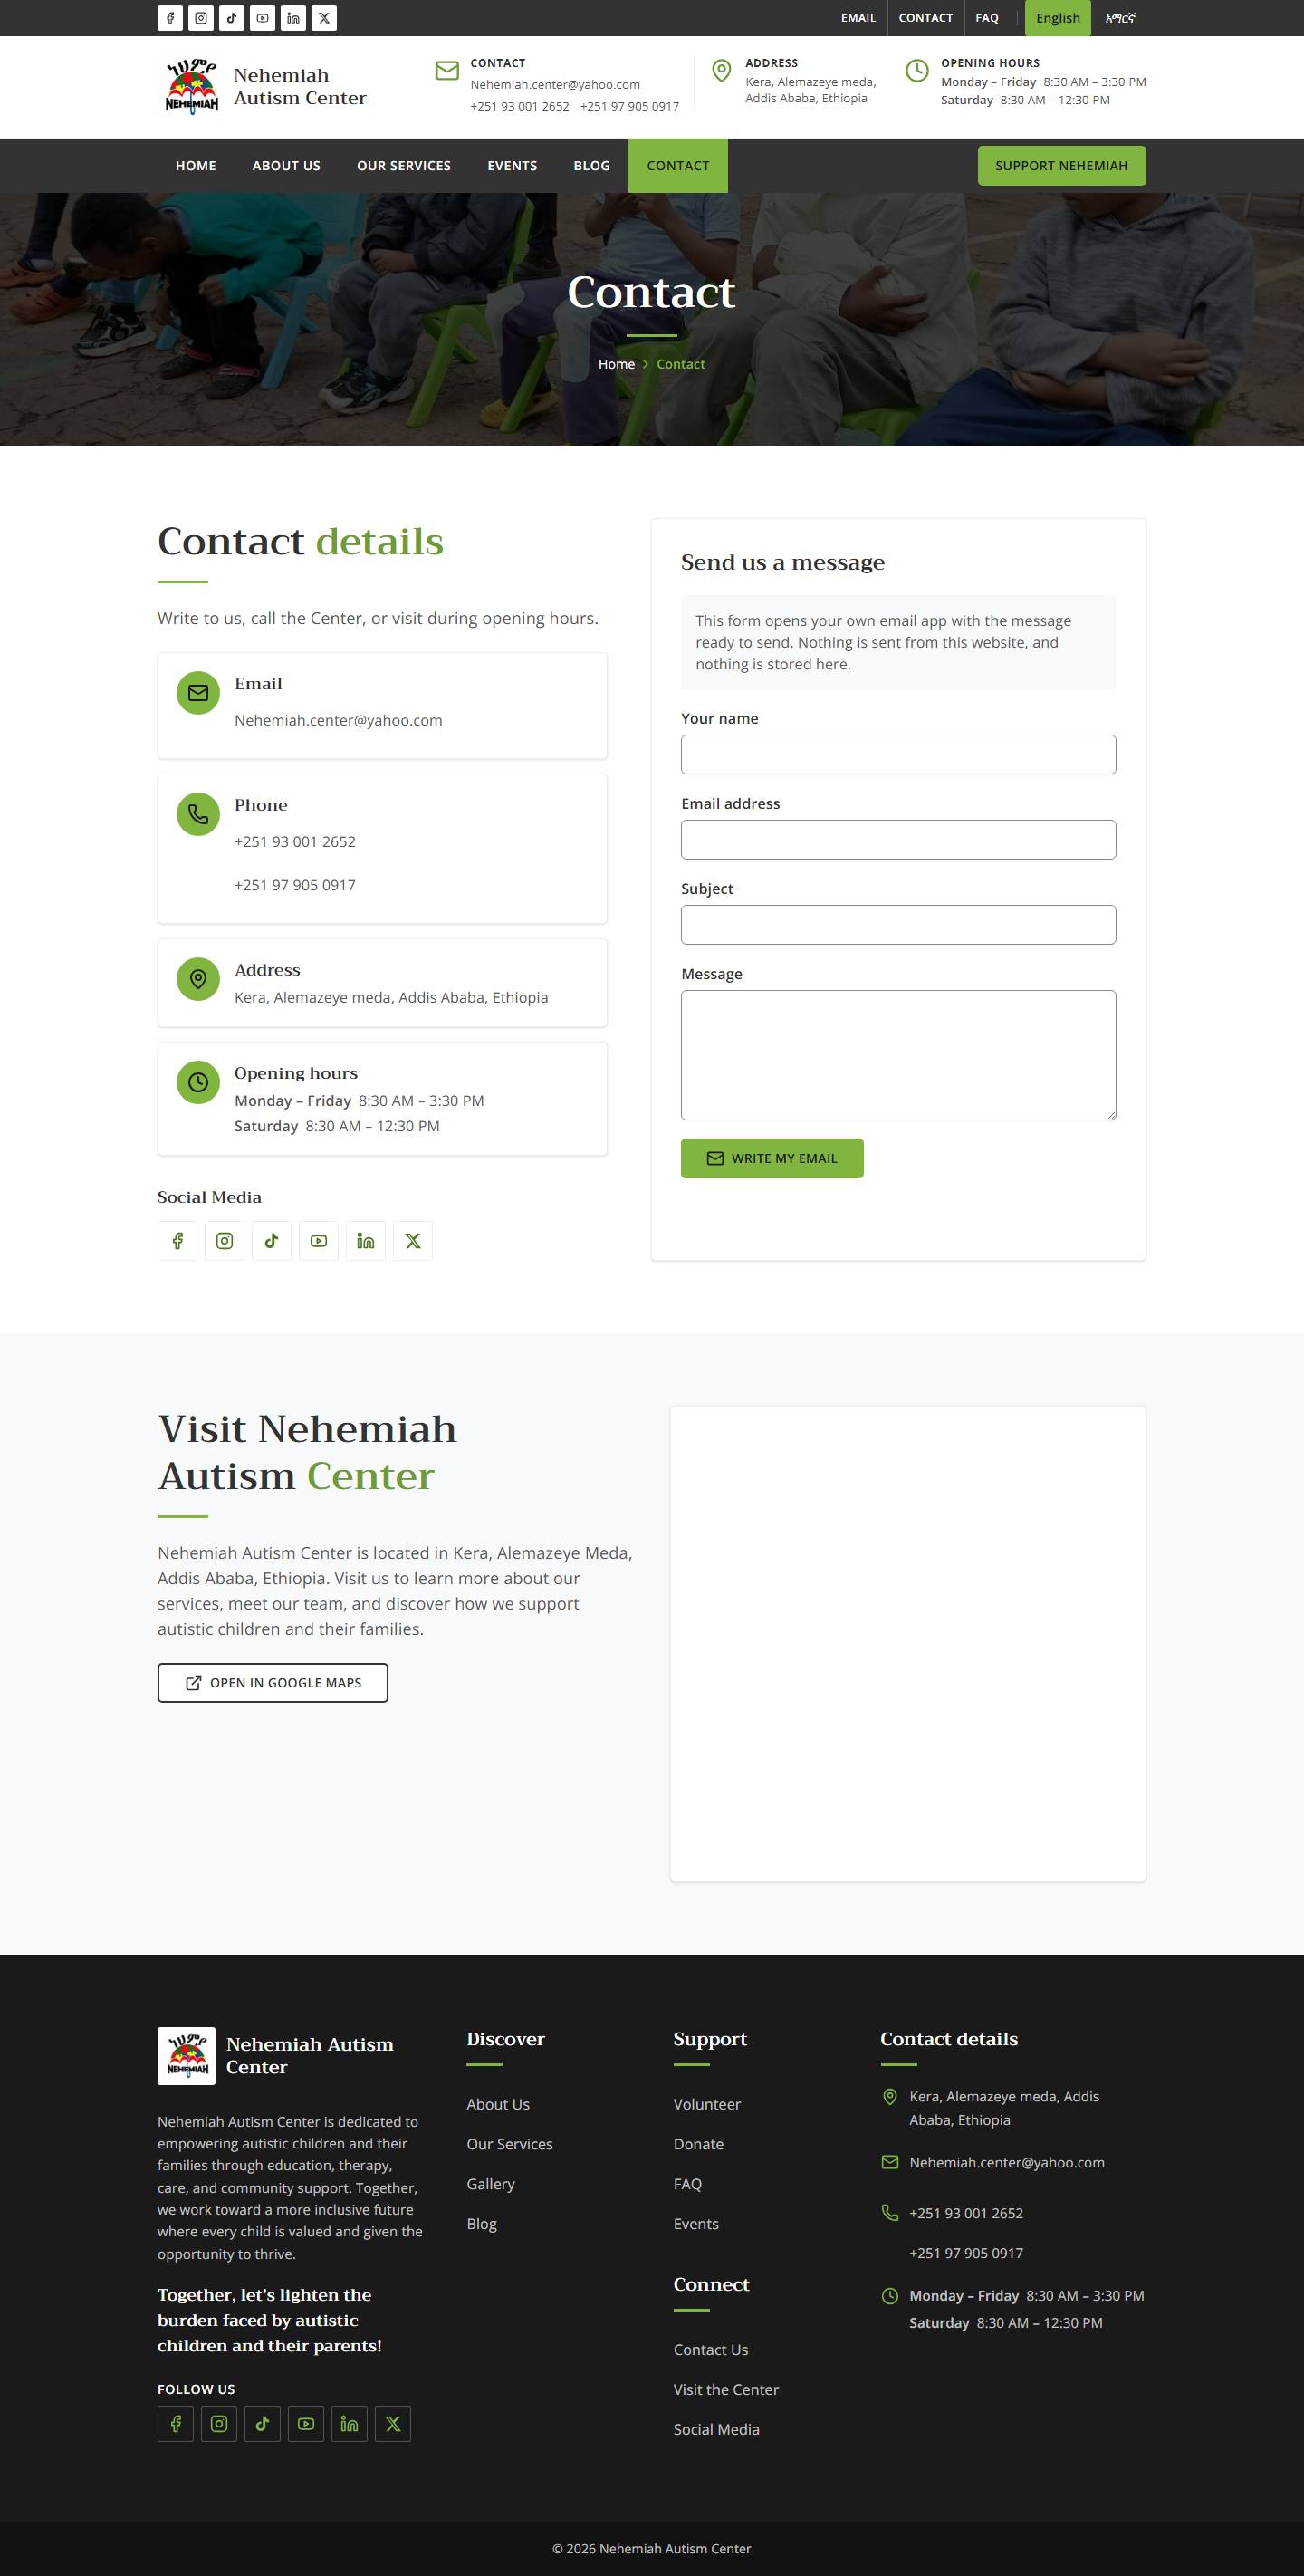 EMAIL
CONTACT
FAQ
English
አማርኛ
ነህምያ
NEHEMIAH
Nehemiah
Autism Center
CONTACT
Nehemiah.center@yahoo.com
+251 93 001 2652 +251 97 905 0917
ADDRESS
Kera, Alemazeye meda,
Addis Ababa, Ethiopia
OPENING HOURS
Monday – Friday 8:30 AM – 3:30 PM
Saturday 8:30 AM – 12:30 PM
HOME
ABOUT US
OUR SERVICES
EVENTS
BLOG
CONTACT
SUPPORT NEHEMIAH
Contact
Home > Contact
Contact details
Write to us, call the Center, or visit during opening hours.
Email
Nehemiah.center@yahoo.com
Phone
+251 93 001 2652
+251 97 905 0917
Address
Kera, Alemazeye meda, Addis Ababa, Ethiopia
Opening hours
Monday – Friday 8:30 AM – 3:30 PM
Saturday 8:30 AM – 12:30 PM
Social Media
Send us a message
This form opens your own email app with the message
ready to send. Nothing is sent from this website, and
nothing is stored here.
Your name
Email address
Subject
Message
WRITE MY EMAIL
Visit Nehemiah
Autism Center
Nehemiah Autism Center is located in Kera, Alemazeye Meda,
Addis Ababa, Ethiopia. Visit us to learn more about our
services, meet our team, and discover how we support
autistic children and their families.
OPEN IN GOOGLE MAPS
ነህምያ
NEHEMIAH
Nehemiah Autism
Center
Nehemiah Autism Center is dedicated to
empowering autistic children and their
families through education, therapy,
care, and community support. Together,
we work toward a more inclusive future
where every child is valued and given the
opportunity to thrive.
Together, let’s lighten the
burden faced by autistic
children and their parents!
FOLLOW US
Discover
About Us
Our Services
Gallery
Blog
Support
Volunteer
Donate
FAQ
Events
Connect
Contact Us
Visit the Center
Social Media
Contact details
Kera, Alemazeye meda, Addis
Ababa, Ethiopia
Nehemiah.center@yahoo.com
+251 93 001 2652
+251 97 905 0917
Monday – Friday 8:30 AM – 3:30 PM
Saturday 8:30 AM – 12:30 PM
© 2026 Nehemiah Autism Center